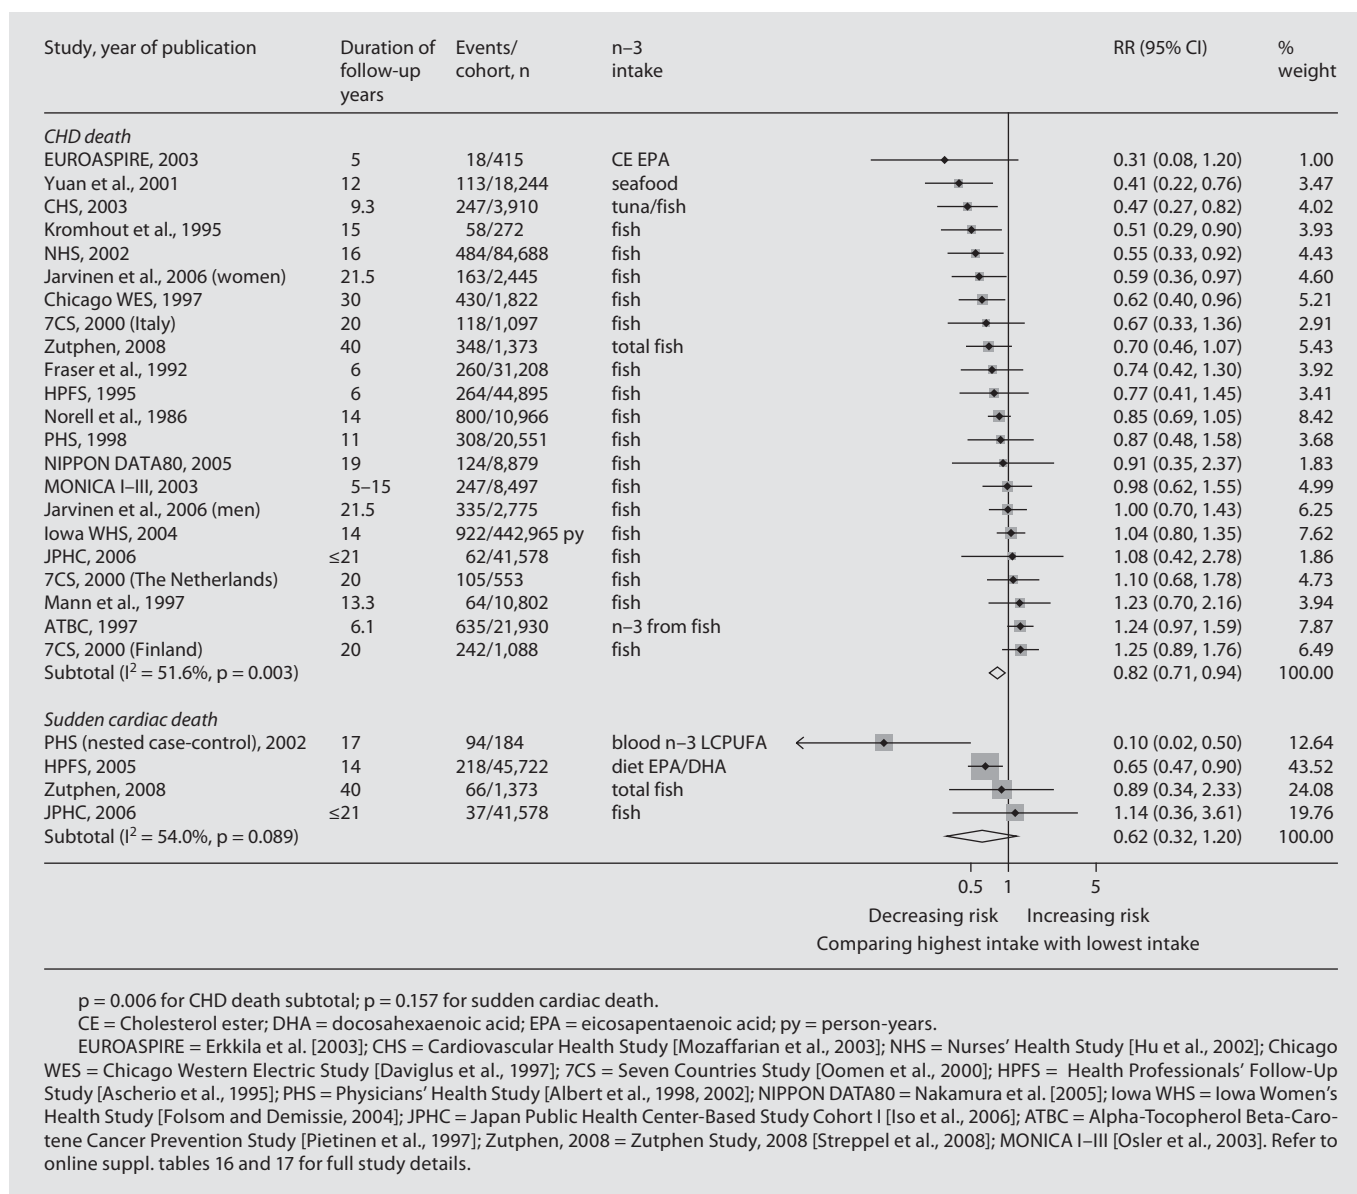 Study, year of publication Duration of follow-up years Events/ cohort, n n–3 intake RR (95% CI) % weight
CHD death
EUROASPIRE, 2003 5 18/415 CE EPA 0.31 (0.08, 1.20) 1.00
Yuan et al., 2001 12 113/18,244 seafood 0.41 (0.22, 0.76) 3.47
CHS, 2003 9.3 247/3,910 tuna/fish 0.47 (0.27, 0.82) 4.02
Kromhout et al., 1995 15 58/272 fish 0.51 (0.29, 0.90) 3.93
NHS, 2002 16 484/84,688 fish 0.55 (0.33, 0.92) 4.43
Jarvinen et al., 2006 (women) 21.5 163/2,445 fish 0.59 (0.36, 0.97) 4.60
Chicago WES, 1997 30 430/1,822 fish 0.62 (0.40, 0.96) 5.21
7CS, 2000 (Italy) 20 118/1,097 fish 0.67 (0.33, 1.36) 2.91
Zutphen, 2008 40 348/1,373 total fish 0.70 (0.46, 1.07) 5.43
Fraser et al., 1992 6 260/31,208 fish 0.74 (0.42, 1.30) 3.92
HPFS, 1995 6 264/44,895 fish 0.77 (0.41, 1.45) 3.41
Norell et al., 1986 14 800/10,966 fish 0.85 (0.69, 1.05) 8.42
PHS, 1998 11 308/20,551 fish 0.87 (0.48, 1.58) 3.68
NIPPON DATA80, 2005 19 124/8,879 fish 0.91 (0.35, 2.37) 1.83
MONICA I–III, 2003 5–15 247/8,497 fish 0.98 (0.62, 1.55) 4.99
Jarvinen et al., 2006 (men) 21.5 335/2,775 fish 1.00 (0.70, 1.43) 6.25
Iowa WHS, 2004 14 922/442,965 py fish 1.04 (0.80, 1.35) 7.62
JPHC, 2006 ≤21 62/41,578 fish 1.08 (0.42, 2.78) 1.86
7CS, 2000 (The Netherlands) 20 105/553 fish 1.10 (0.68, 1.78) 4.73
Mann et al., 1997 13.3 64/10,802 fish 1.23 (0.70, 2.16) 3.94
ATBC, 1997 6.1 635/21,930 n–3 from fish 1.24 (0.97, 1.59) 7.87
7CS, 2000 (Finland) 20 242/1,088 fish 1.25 (0.89, 1.76) 6.49
Subtotal (I² = 51.6%, p = 0.003) 0.82 (0.71, 0.94) 100.00
Sudden cardiac death
PHS (nested case-control), 2002 17 94/184 blood n–3 LCPUFA 0.10 (0.02, 0.50) 12.64
HPFS, 2005 14 218/45,722 diet EPA/DHA 0.65 (0.47, 0.90) 43.52
Zutphen, 2008 40 66/1,373 total fish 0.89 (0.34, 2.33) 24.08
JPHC, 2006 ≤21 37/41,578 fish 1.14 (0.36, 3.61) 19.76
Subtotal (I² = 54.0%, p = 0.089) 0.62 (0.32, 1.20) 100.00
0.5 1 5
Decreasing risk Increasing risk
Comparing highest intake with lowest intake
p = 0.006 for CHD death subtotal; p = 0.157 for sudden cardiac death.
CE = Cholesterol ester; DHA = docosahexaenoic acid; EPA = eicosapentaenoic acid; py = person-years.
EUROASPIRE = Erkkila et al. [2003]; CHS = Cardiovascular Health Study [Mozaffarian et al., 2003]; NHS = Nurses’ Health Study [Hu et al., 2002]; Chicago
WES = Chicago Western Electric Study [Daviglus et al., 1997]; 7CS = Seven Countries Study [Oomen et al., 2000]; HPFS = Health Professionals’ Follow-Up
Study [Ascherio et al., 1995]; PHS = Physicians’ Health Study [Albert et al., 1998, 2002]; NIPPON DATA80 = Nakamura et al. [2005]; Iowa WHS = Iowa Women’s
Health Study [Folsom and Demissie, 2004]; JPHC = Japan Public Health Center-Based Study Cohort I [Iso et al., 2006]; ATBC = Alpha-Tocopherol Beta-Caro-
tene Cancer Prevention Study [Pietinen et al., 1997]; Zutphen, 2008 = Zutphen Study, 2008 [Streppel et al., 2008]; MONICA I–III [Osler et al., 2003]. Refer to
online suppl. tables 16 and 17 for full study details.